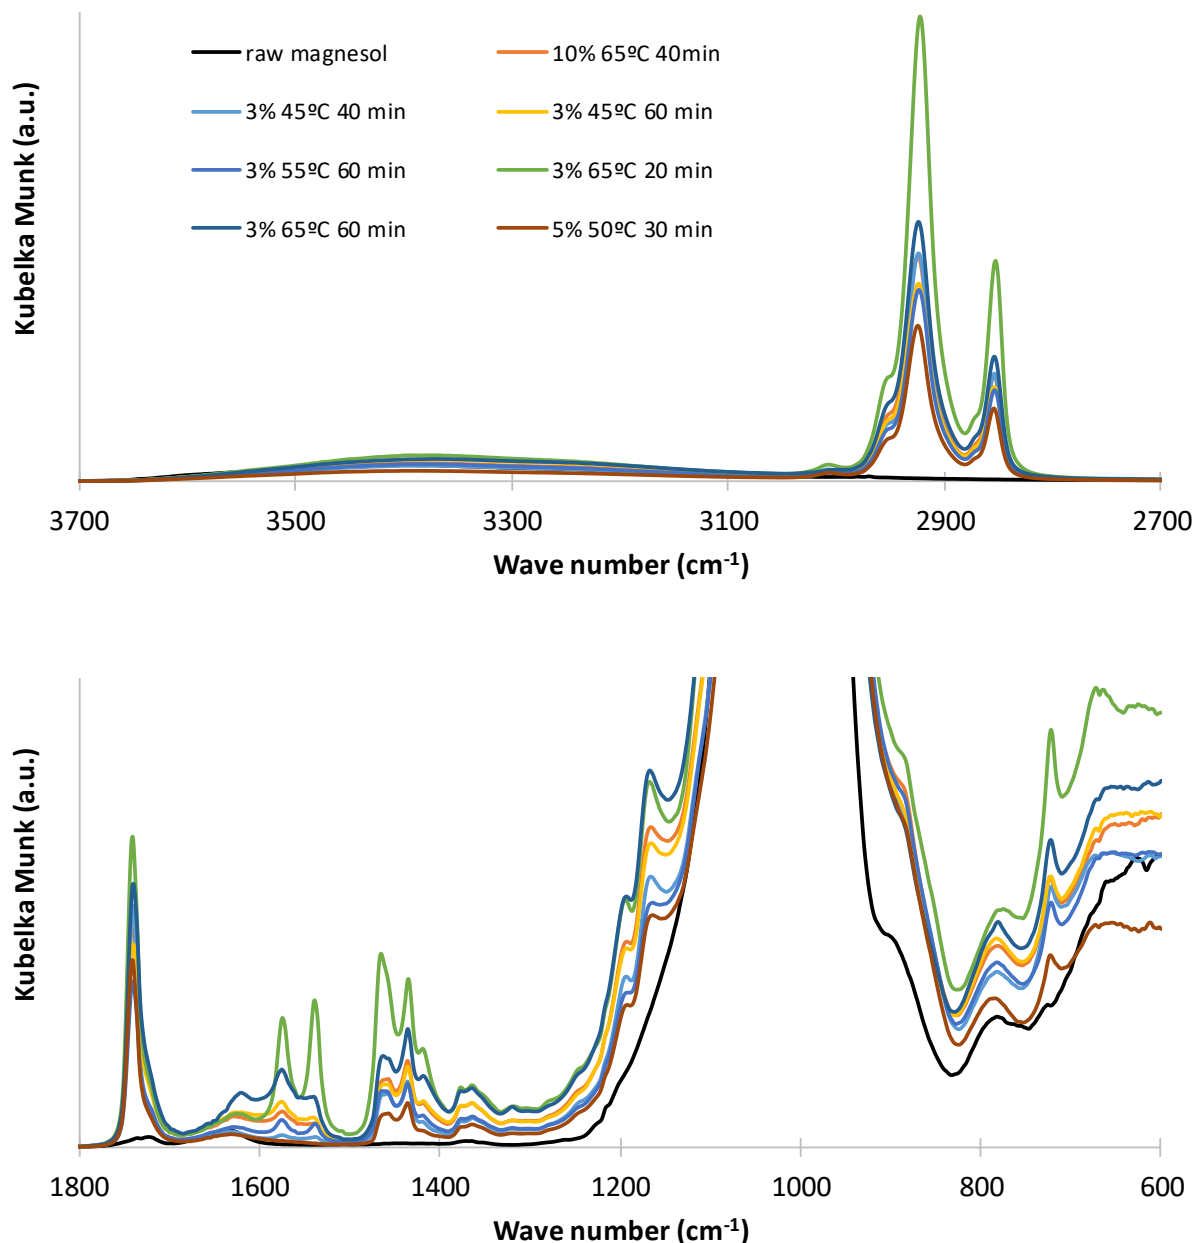 Kubelka Munk (a.u.)
raw magnesol
10% 65ºC 40min
3% 45ºC 40 min
3% 45ºC 60 min
3% 55ºC 60 min
3% 65ºC 20 min
3% 65ºC 60 min
5% 50ºC 30 min
3700 3500 3300 3100 2900 2700
Wave number (cm⁻¹)
Kubelka Munk (a.u.)
1800 1600 1400 1200 1000 800 600
Wave number (cm⁻¹)